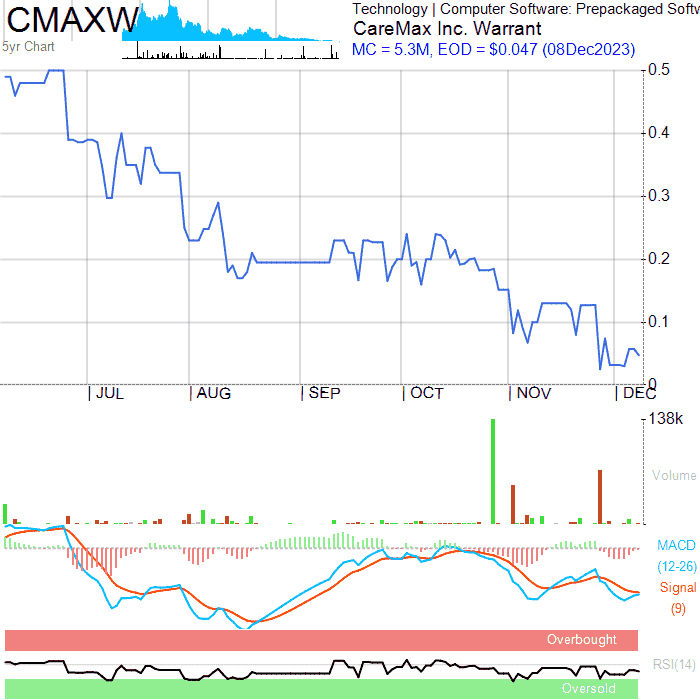 CMAXW
Technology | Computer Software: Prepackaged Softw
CareMax Inc. Warrant
5yr Chart
MC = 5.3M, EOD = $0.047 (08Dec2023)
0.5
0.4
0.3
0.2
0.1
0
JUL AUG SEP OCT NOV DEC
138k
Volume
MACD
(12-26)
Signal
(9)
Overbought
RSI(14)
Oversold